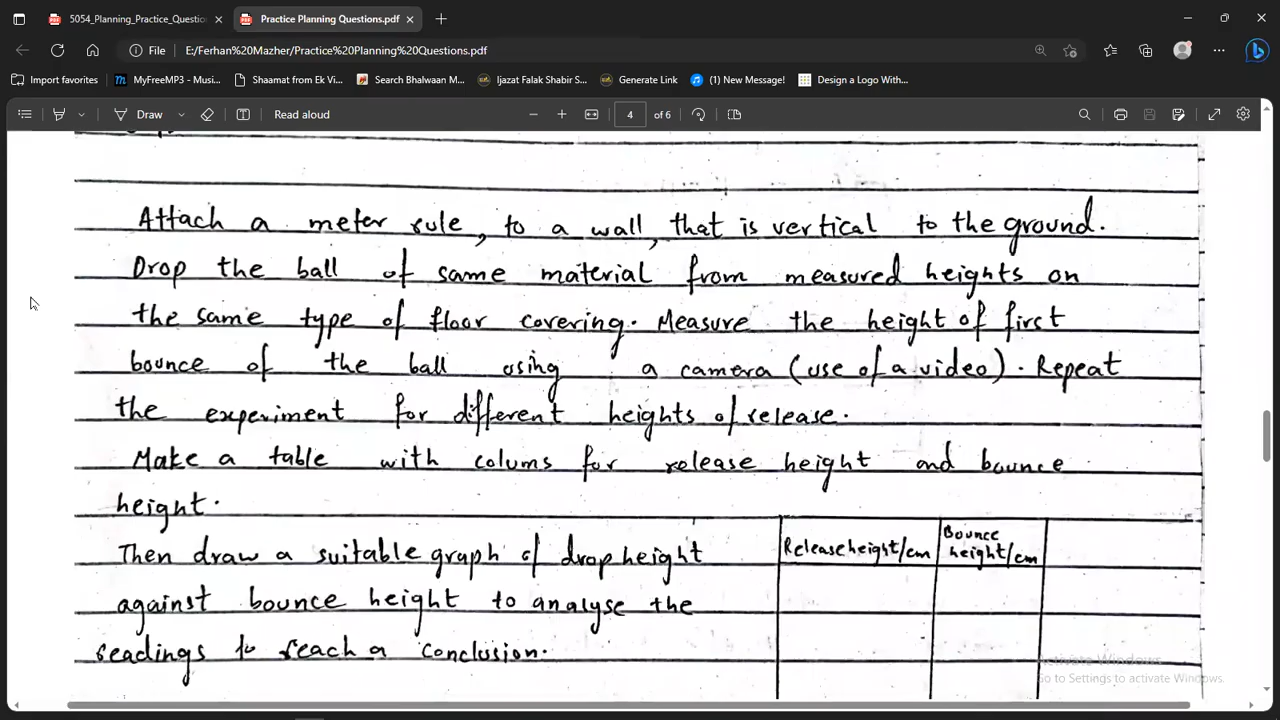 5054_Planning_Practice_Questio
Practice Planning Questions.pdf
File E:/Ferhan%20Mazher/Practice%20Planning%20Questions.pdf
Import favorites MyFreeMP3 - Musi... Shaamat from Ek Vi... Search Bhalwaan M... Ijazat Falak Shabir S... Generate Link (1) New Message! Design a Logo With...
Draw Read aloud 4 of 6
Attach a meter rule, to a wall, that is vertical to the ground.
Drop the ball of same material from measured heights on
the same type of floor covering. Measure the height of first
bounce of the ball using a camera (use of a video). Repeat
the experiment for different heights of release.
Make a table with colums for release height and bounce
height.
Then draw a suitable graph of drop height
against bounce height to analyse the
readings to reach a conclusion.
Release height/cm
Bounce
height/cm
Activate Windows
Go to Settings to activate Windows.